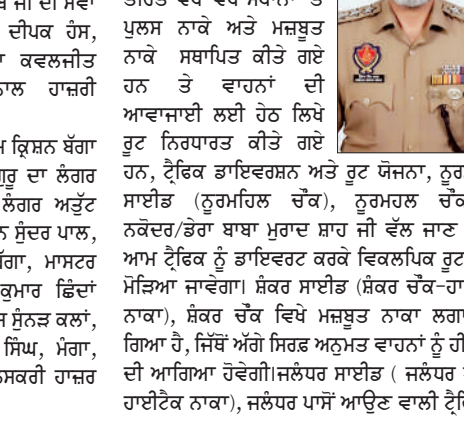 ਜੀ ਦੀ ਸੇਵਾ
ਦੀਪਕ ਹੰਸ,
ਕਵਲਜੀਤ
ਹਾਜ਼ਰੀ
ਕ੍ਰਿਸ਼ਨ ਬੱਗਾ
ਗੁਰੂ ਦਾ ਲੰਗਰ
ਲੰਗਰ ਅਤੁੱਟ
ਸੁੰਦਰ ਪਾਲ,
ਮਾਸਟਰ
ਕੁਮਾਰ ਛਿੰਦਾਂ
ਸੁੰਨੜ ਕਲਾਂ,
ਸਿੰਘ, ਮੰਗਾ,
ਹਾਜ਼ਰ
ਪੁਲਸ ਨਾਕੇ ਅਤੇ ਮਜ਼ਬੂਤ
ਨਾਕੇ ਸਥਾਪਿਤ ਕੀਤੇ ਗਏ
ਹਨ ਤੇ ਵਾਹਨਾਂ ਦੀ
ਆਵਾਜਾਈ ਲਈ ਹੇਠ ਲਿਖੇ
ਰੂਟ ਨਿਰਧਾਰਤ ਕੀਤੇ ਗਏ
ਹਨ, ਟ੍ਰੈਫਿਕ ਡਾਇਵਰਸ਼ਨ ਅਤੇ ਰੂਟ ਯੋਜਨਾ,
ਸਾਈਡ (ਨੂਰਮਹਿਲ ਚੌਂਕ), ਨੂਰਮਹਲ
ਨਕੋਦਰ/ਡੇਰਾ ਬਾਬਾ ਮੁਰਾਦ ਸ਼ਾਹ ਜੀ ਵੱਲ ਜਾਣ
ਆਮ ਟ੍ਰੈਫਿਕ ਨੂੰ ਡਾਇਵਰਟ ਕਰਕੇ ਵਿਕਲਪਿਕ ਰੂਟ
ਮੋੜਿਆ ਜਾਵੇਗਾ। ਸ਼ੰਕਰ ਸਾਈਡ (ਸ਼ੰਕਰ ਚੌਂਕ-ਹਾ
ਨਾਕਾ), ਸ਼ੰਕਰ ਚੌਂਕ ਵਿਖੇ ਮਜ਼ਬੂਤ ਨਾਕਾ ਲਗਾ
ਗਿਆ ਹੈ, ਜਿੱਥੋਂ ਅੱਗੇ ਸਿਰਫ਼ ਅਨੁਮਤ ਵਾਹਨਾਂ ਨੂੰ ਹੀ
ਦੀ ਆਗਿਆ ਹੋਵੇਗੀ।ਜਲੰਧਰ ਸਾਈਡ ( ਜਲੰਧਰ
ਹਾਈਟੈਕ ਨਾਕਾ), ਜਲੰਧਰ ਪਾਸੋਂ ਆਉਣ ਵਾਲੀ